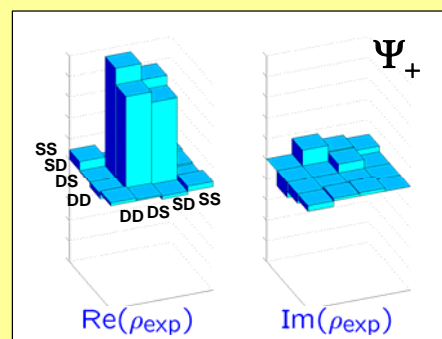 Ψ₊
SS
SD
DS
DD
DD DS SD SS
Re(ρexp)
Im(ρexp)